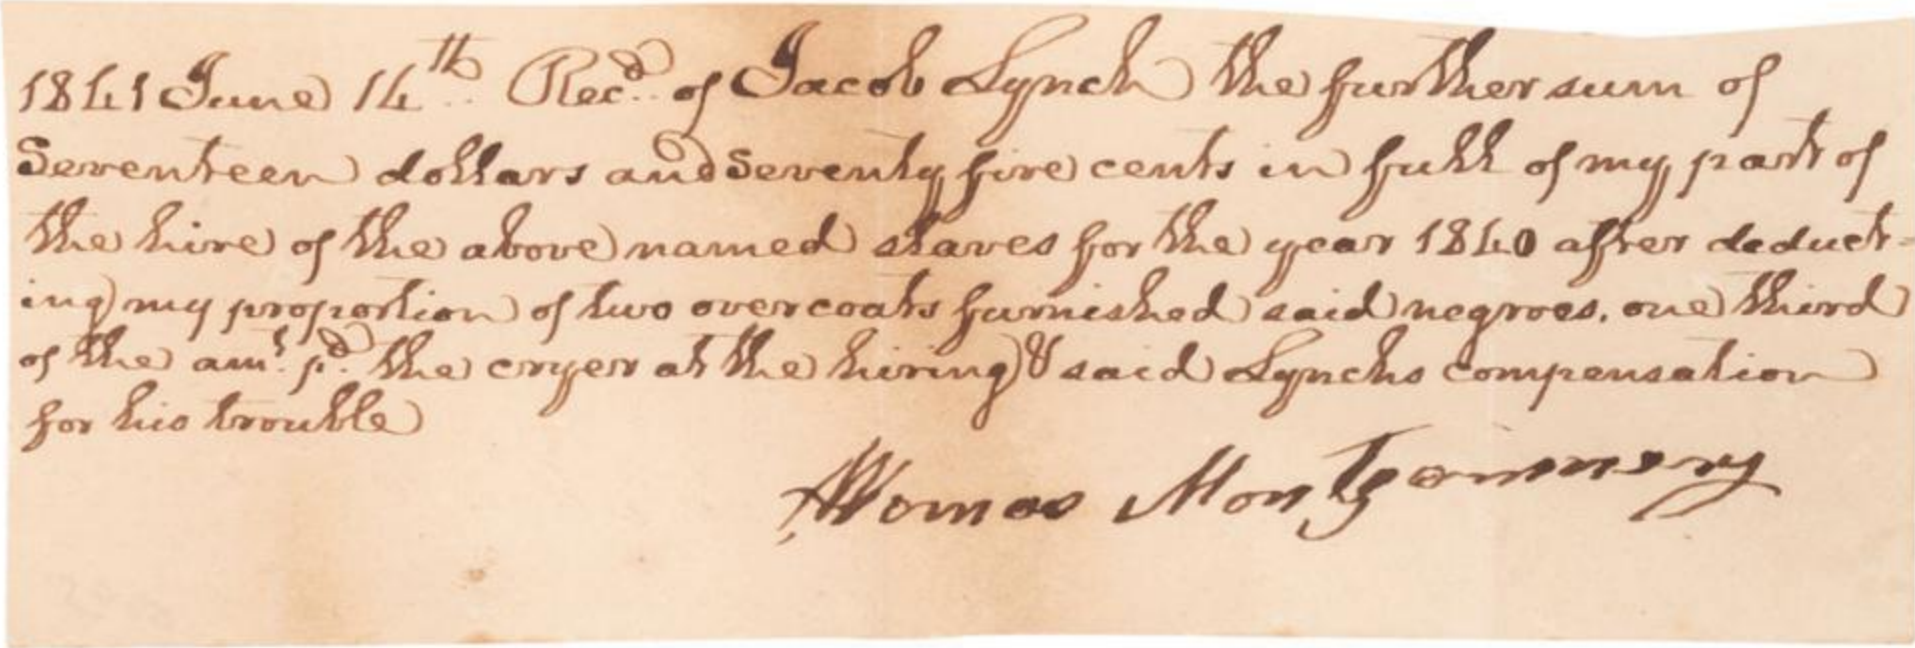 1841 June 14th Recd. of Jacob Lynch the further sum of
Seventeen dollars and Seventy five cents in full of my part of
the hire of the above named slaves for the year 1840 after deduct-
ing my proportion of two overcoats furnished said negroes, one third
of the amt. pd. the cryer at the hiring & said Lynchs compensation
for his trouble
Thomas Montgommery